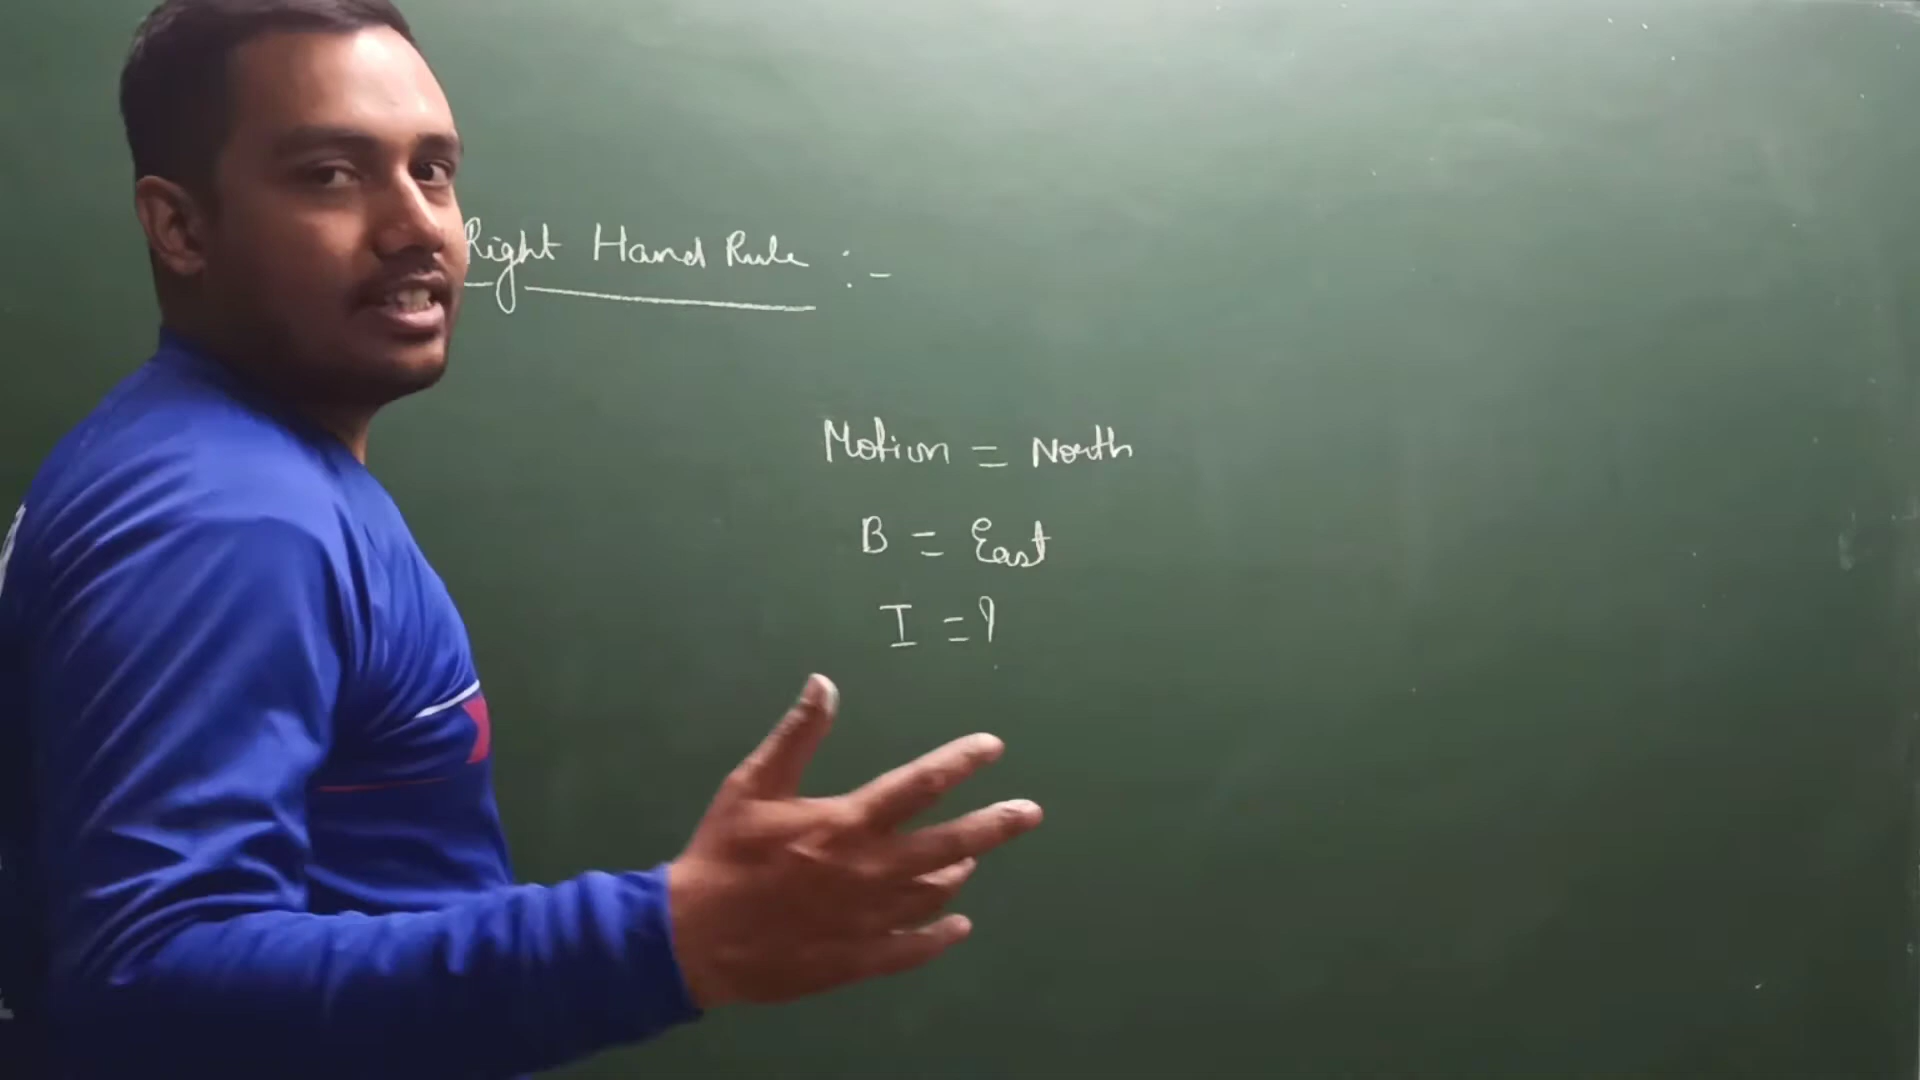 Right Hand Rule :-
Motion = North
B = East
I = ?